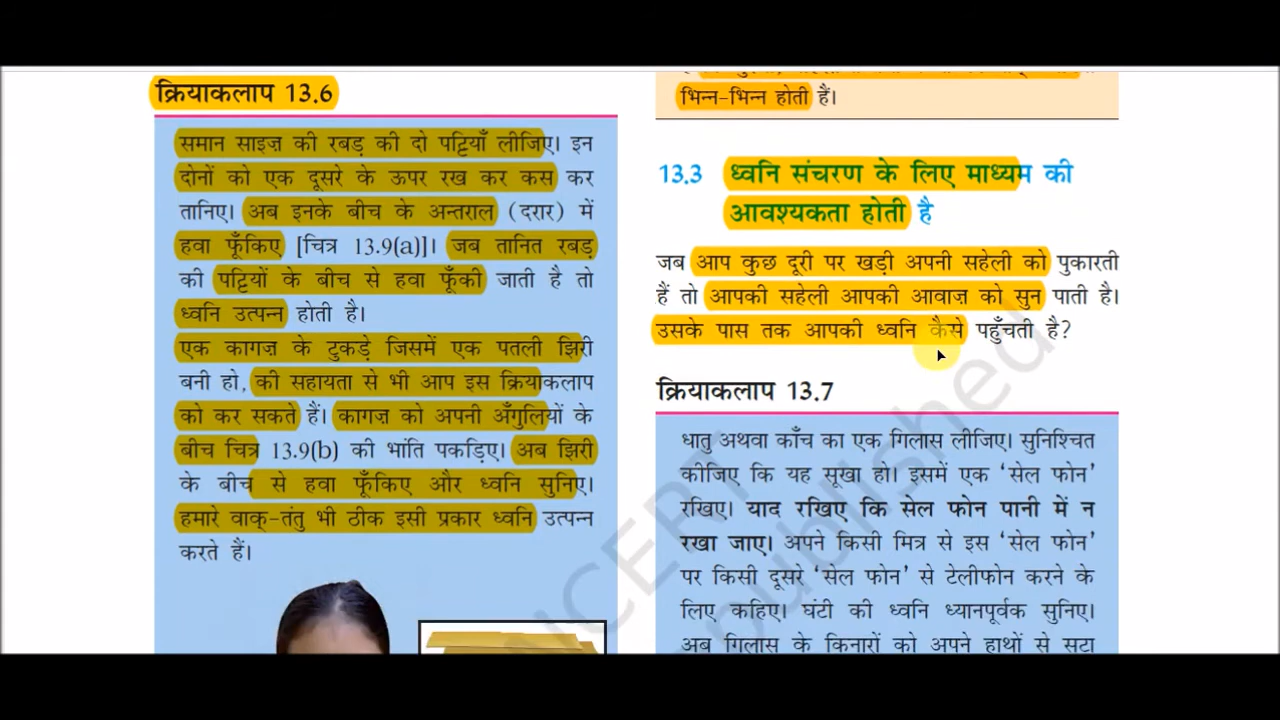 क्रियाकलाप 13.6
समान साइज़ की रबड़ की दो पट्टियाँ लीजिए। इन
दोनों को एक दूसरे के ऊपर रख कर कस कर
तानिए। अब इनके बीच के अन्तराल (दरार) में
हवा फूँकिए [चित्र 13.9(a)]। जब तानित रबड़
की पट्टियों के बीच से हवा फूँकी जाती है तो
ध्वनि उत्पन्न होती है।
एक कागज़ के टुकड़े जिसमें एक पतली झिरी
बनी हो, की सहायता से भी आप इस क्रियाकलाप
को कर सकते हैं। कागज़ को अपनी अँगुलियों के
बीच चित्र 13.9(b) की भांति पकड़िए। अब झिरी
के बीच से हवा फूँकिए और ध्वनि सुनिए।
हमारे वाक्-तंतु भी ठीक इसी प्रकार ध्वनि उत्पन्न
करते हैं।
भिन्न-भिन्न होती हैं।
13.3 ध्वनि संचरण के लिए माध्यम की
आवश्यकता होती है
जब आप कुछ दूरी पर खड़ी अपनी सहेली को पुकारती
हैं तो आपकी सहेली आपकी आवाज़ को सुन पाती है।
उसके पास तक आपकी ध्वनि कैसे पहुँचती है?
क्रियाकलाप 13.7
धातु अथवा काँच का एक गिलास लीजिए। सुनिश्चित
कीजिए कि यह सूखा हो। इसमें एक ‘सेल फोन’
रखिए। याद रखिए कि सेल फोन पानी में न
रखा जाए। अपने किसी मित्र से इस ‘सेल फोन’
पर किसी दूसरे ‘सेल फोन’ से टेलीफोन करने के
लिए कहिए। घंटी की ध्वनि ध्यानपूर्वक सुनिए।
अब गिलास के किनारों को अपने हाथों से सटा
NCERT
published